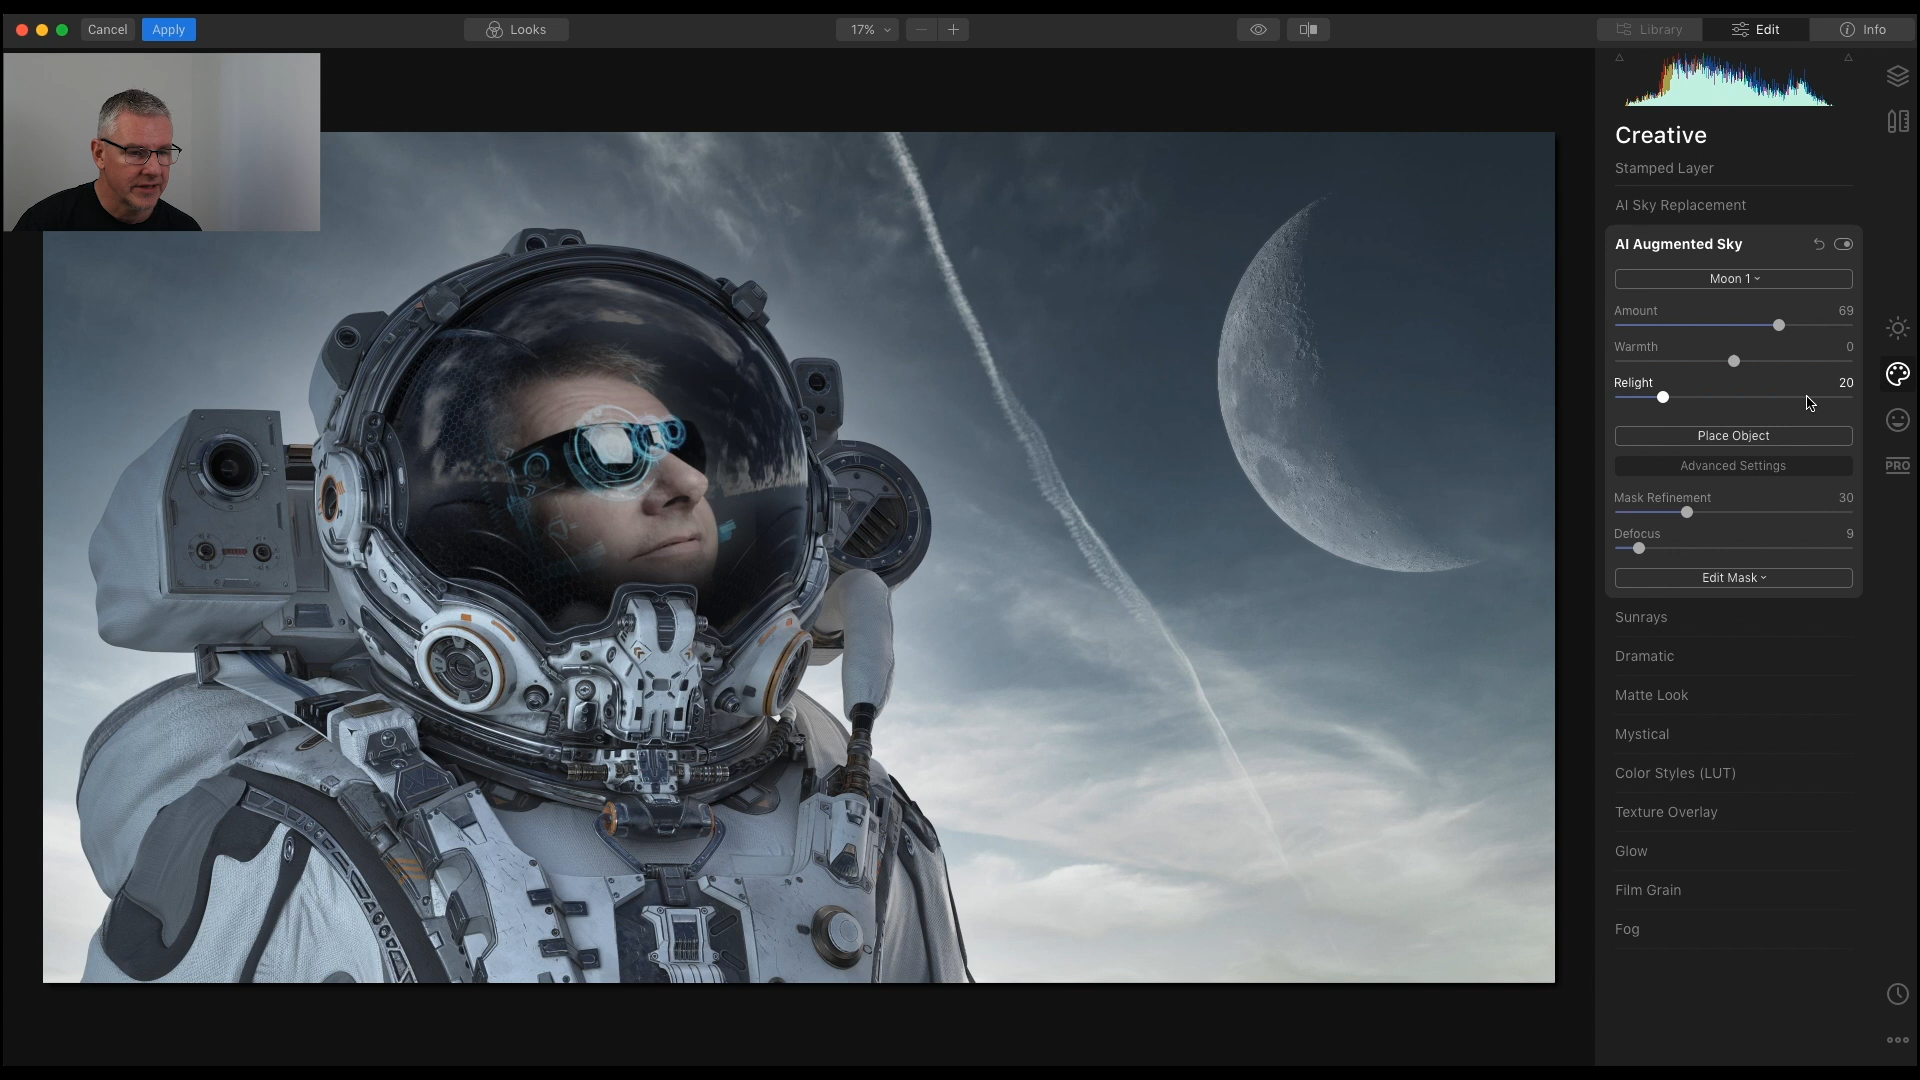 Cancel Apply Looks 17% Library Edit Info
Creative
Stamped Layer
AI Sky Replacement
AI Augmented Sky
Moon 1
Amount 69
Warmth 0
Relight 20
Place Object
Advanced Settings
Mask Refinement 30
Defocus 9
Edit Mask
PRO
Sunrays
Dramatic
Matte Look
Mystical
Color Styles (LUT)
Texture Overlay
Glow
Film Grain
Fog